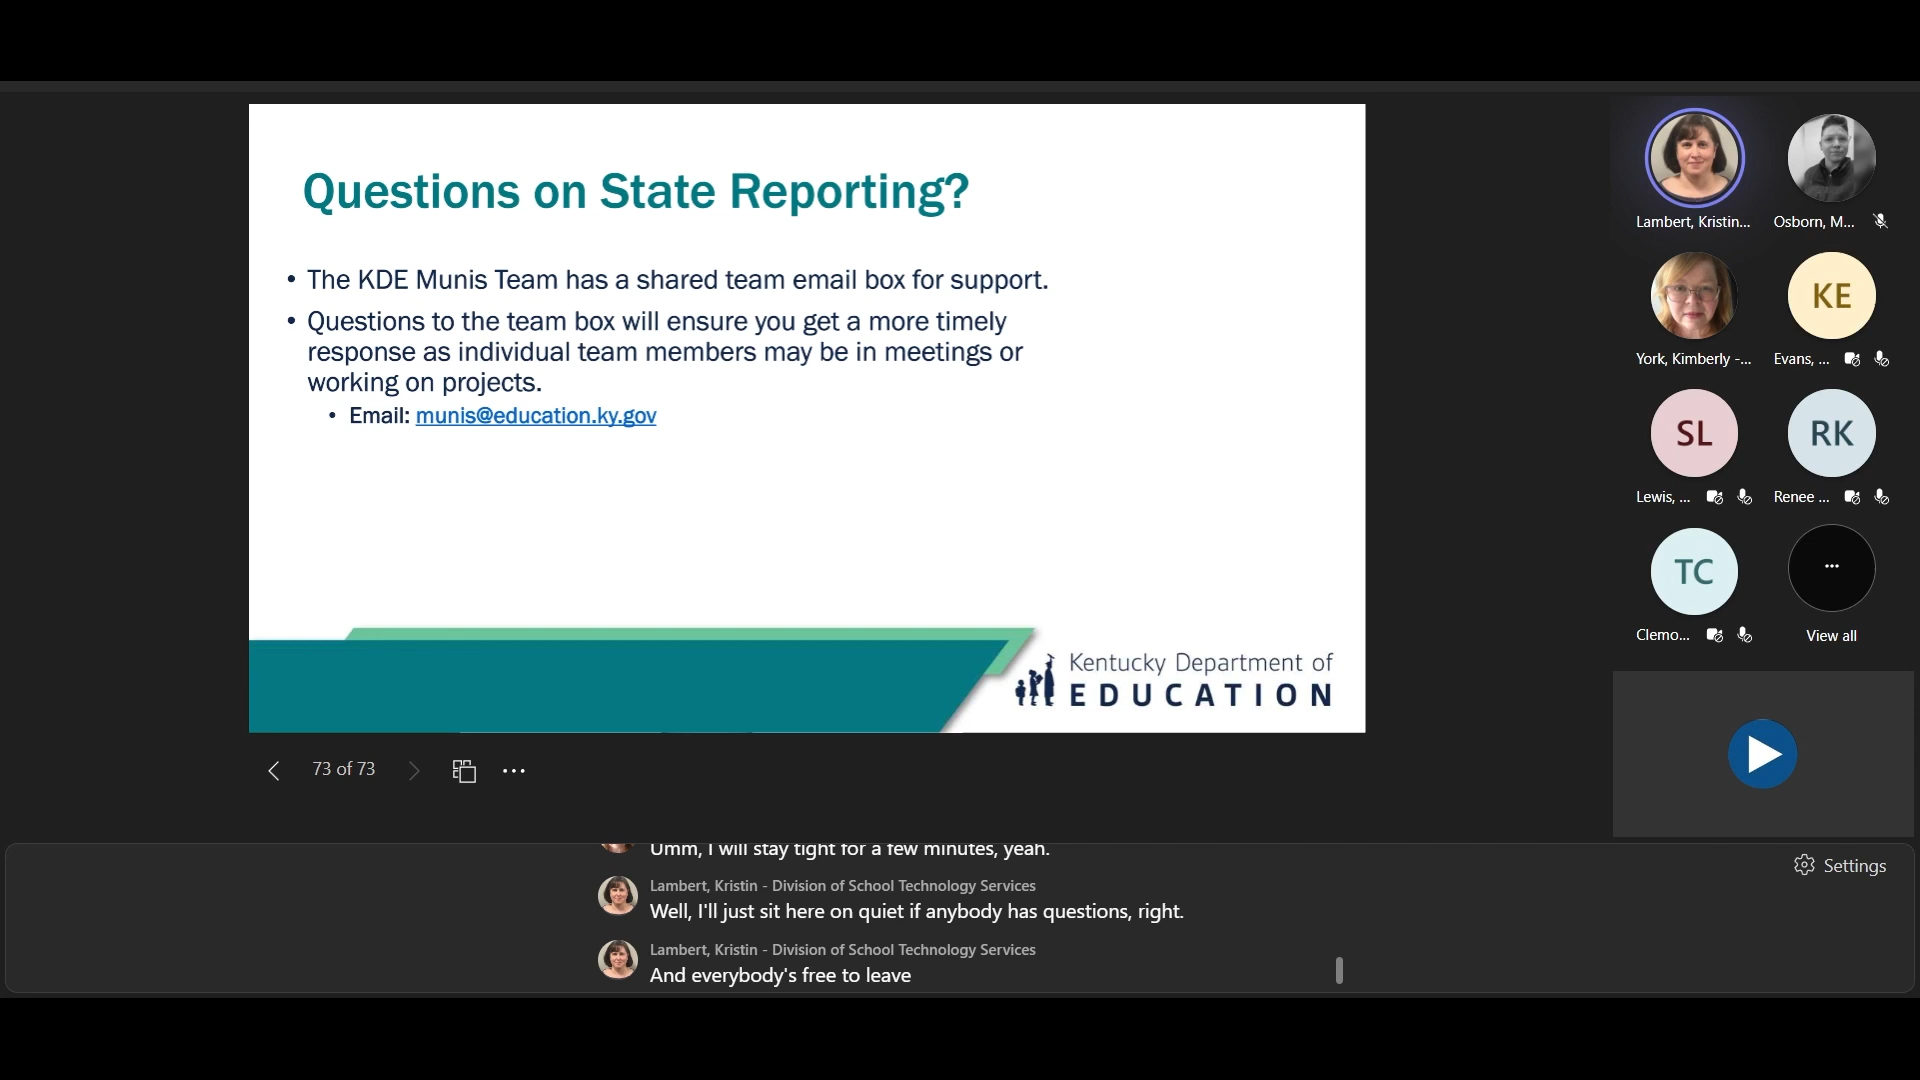 Questions on State Reporting?
• The KDE Munis Team has a shared team email box for support.
• Questions to the team box will ensure you get a more timely
response as individual team members may be in meetings or
working on projects.
• Email: munis@education.ky.gov
Kentucky Department of
EDUCATION
73 of 73
Lambert, Kristin...
Osborn, M...
York, Kimberly -...
KE
Evans, ...
SL
Lewis, ...
RK
Renee ...
TC
Clemo...
View all
Umm, I will stay tight for a few minutes, yeah.
Settings
Lambert, Kristin - Division of School Technology Services
Well, I'll just sit here on quiet if anybody has questions, right.
Lambert, Kristin - Division of School Technology Services
And everybody's free to leave